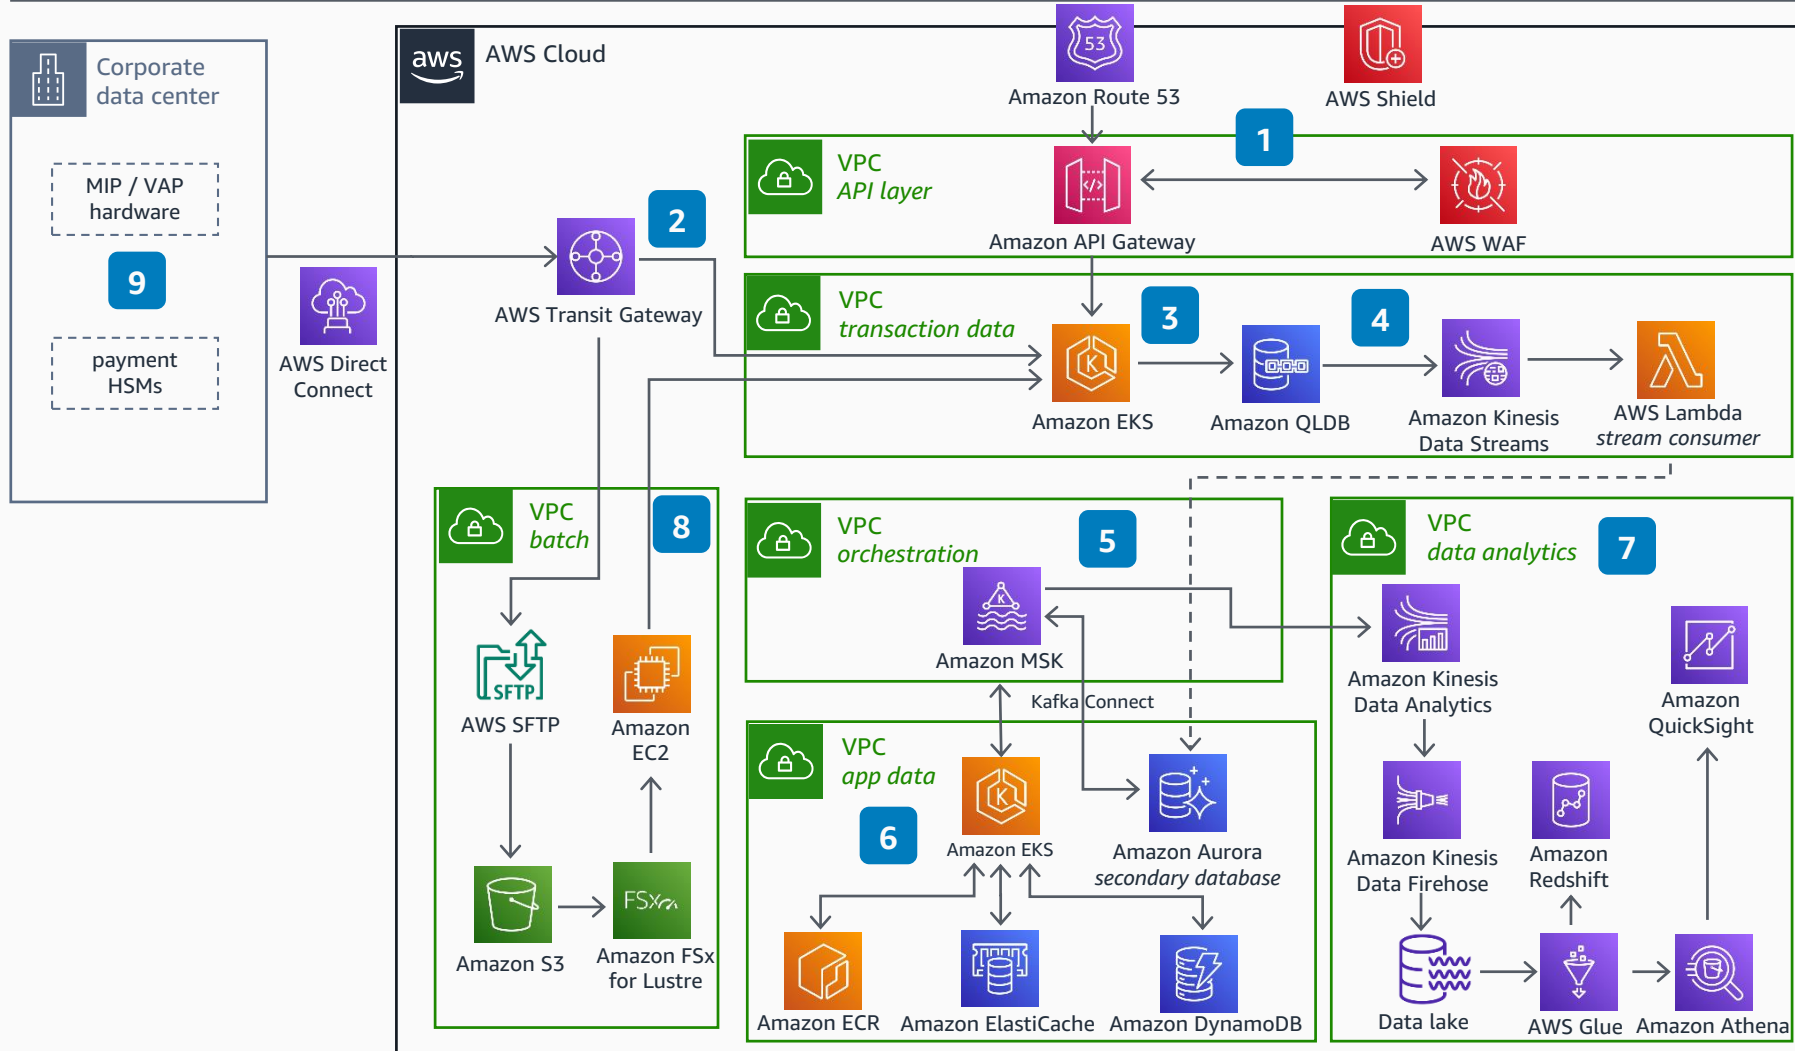 Corporate
data center
MIP / VAP
hardware
9
payment
HSMs
AWS Direct
Connect
aws
AWS Cloud
53
Amazon Route 53
AWS Shield
1
VPC
API layer
Amazon API Gateway
AWS WAF
2
AWS Transit Gateway
VPC
transaction data
3
4
K
Amazon EKS
Amazon QLDB
Amazon Kinesis
Data Streams
AWS Lambda
stream consumer
VPC
batch
8
SFTP
AWS SFTP
Amazon
EC2
Amazon S3
FSx
Amazon FSx
for Lustre
VPC
orchestration
5
K
Amazon MSK
Kafka Connect
VPC
app data
6
K
Amazon EKS
Amazon Aurora
secondary database
Amazon ECR
Amazon ElastiCache
Amazon DynamoDB
VPC
data analytics
7
Amazon Kinesis
Data Analytics
Amazon
QuickSight
Amazon Kinesis
Data Firehose
Amazon
Redshift
Data lake
AWS Glue
Amazon Athena